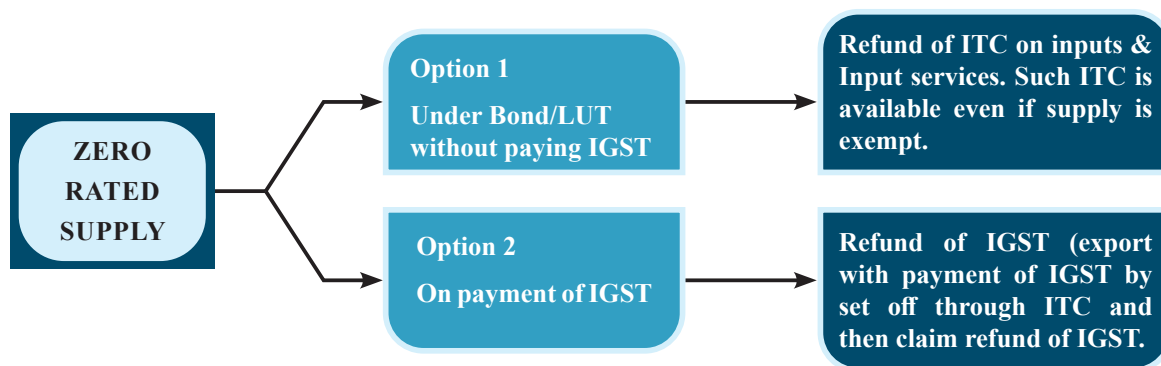 ZERO
RATED
SUPPLY
Option 1
Under Bond/LUT
without paying IGST
Refund of ITC on inputs &
Input services. Such ITC is
available even if supply is
exempt.
Option 2
On payment of IGST
Refund of IGST (export
with payment of IGST by
set off through ITC and
then claim refund of IGST.